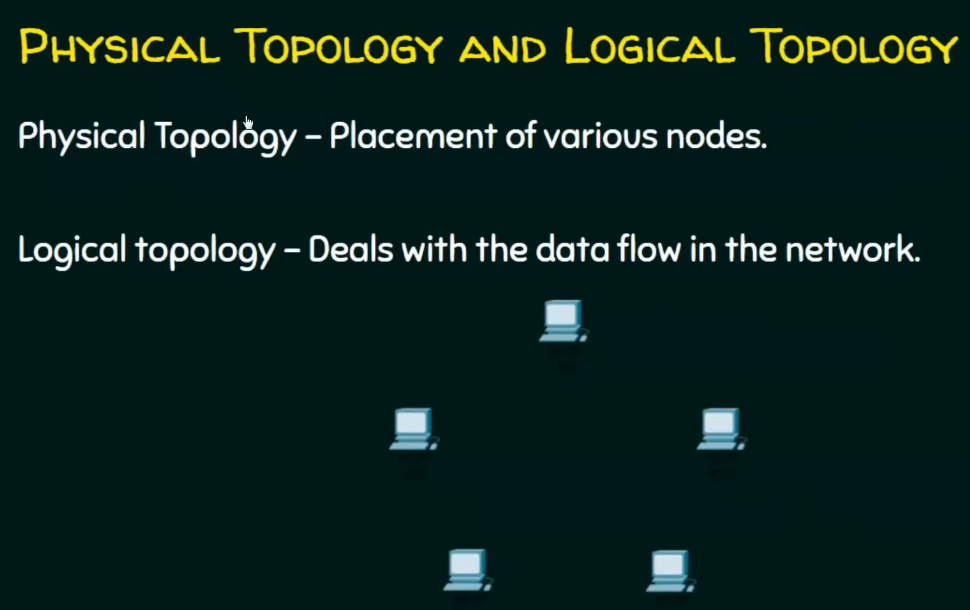 Physical Topology and Logical Topology
Physical Topology – Placement of various nodes.
Logical topology – Deals with the data flow in the network.